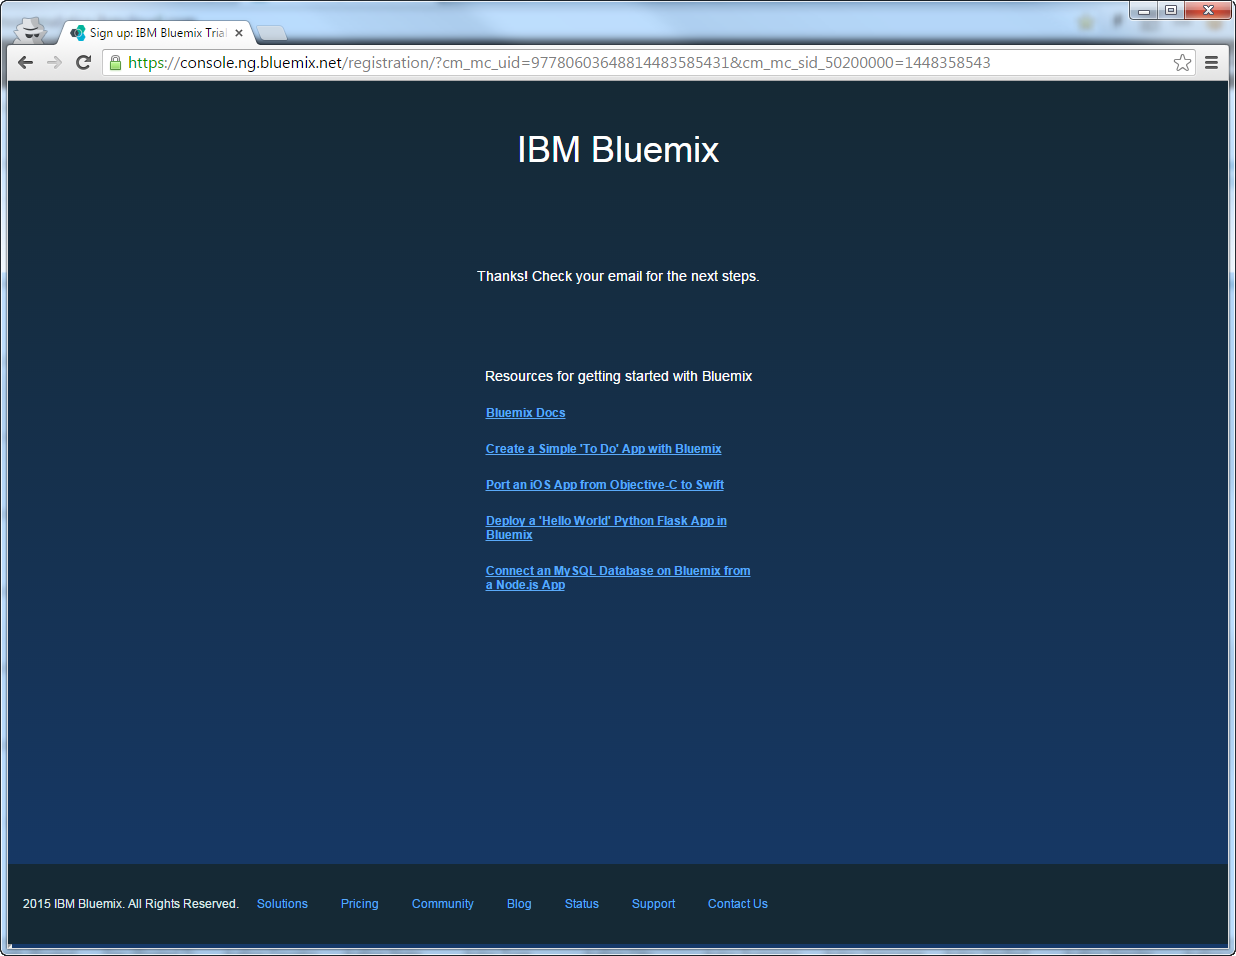 Sign up: IBM Bluemix Trial
https://console.ng.bluemix.net/registration/?cm_mc_uid=97780603648814483585431&cm_mc_sid_50200000=1448358543
IBM Bluemix
Thanks! Check your email for the next steps.
Resources for getting started with Bluemix
Bluemix Docs
Create a Simple 'To Do' App with Bluemix
Port an iOS App from Objective-C to Swift
Deploy a 'Hello World' Python Flask App in
Bluemix
Connect an MySQL Database on Bluemix from
a Node.js App
2015 IBM Bluemix. All Rights Reserved. Solutions Pricing Community Blog Status Support Contact Us